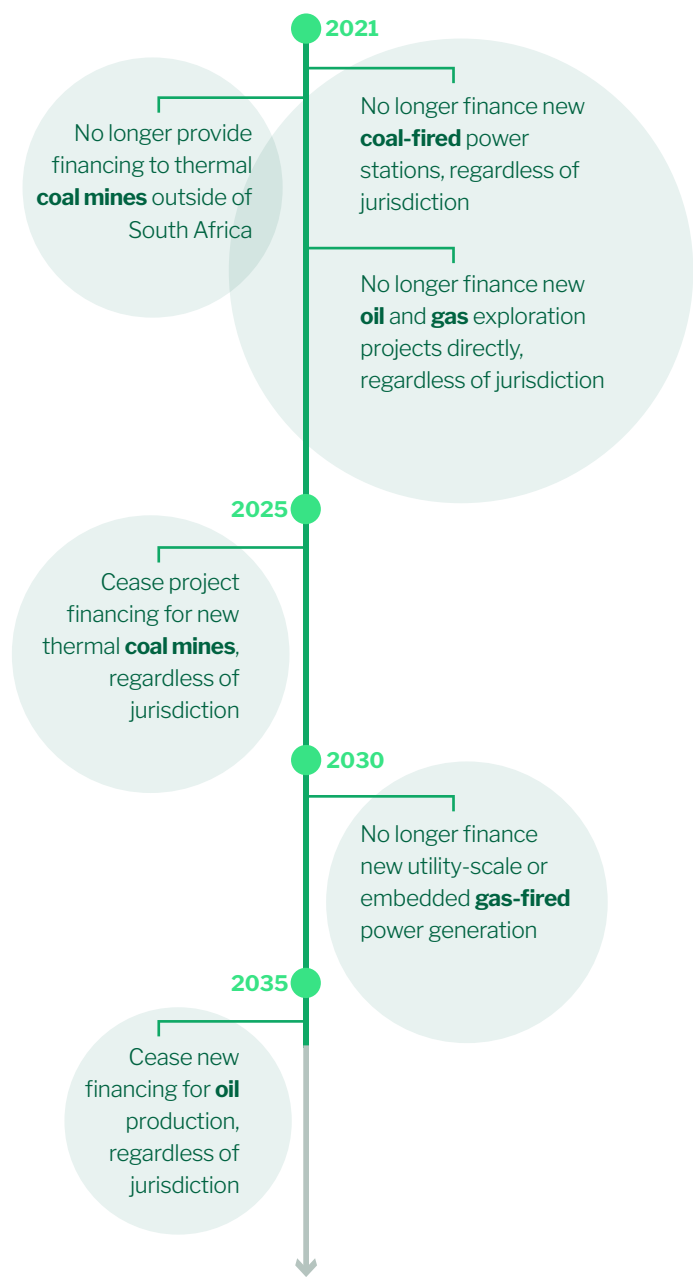 2021
No longer provide
financing to thermal
coal mines outside of
South Africa
No longer finance new
coal-fired power
stations, regardless of
jurisdiction
No longer finance new
oil and gas exploration
projects directly,
regardless of jurisdiction
2025
Cease project
financing for new
thermal coal mines,
regardless of
jurisdiction
2030
No longer finance
new utility-scale or
embedded gas-fired
power generation
2035
Cease new
financing for oil
production,
regardless of
jurisdiction